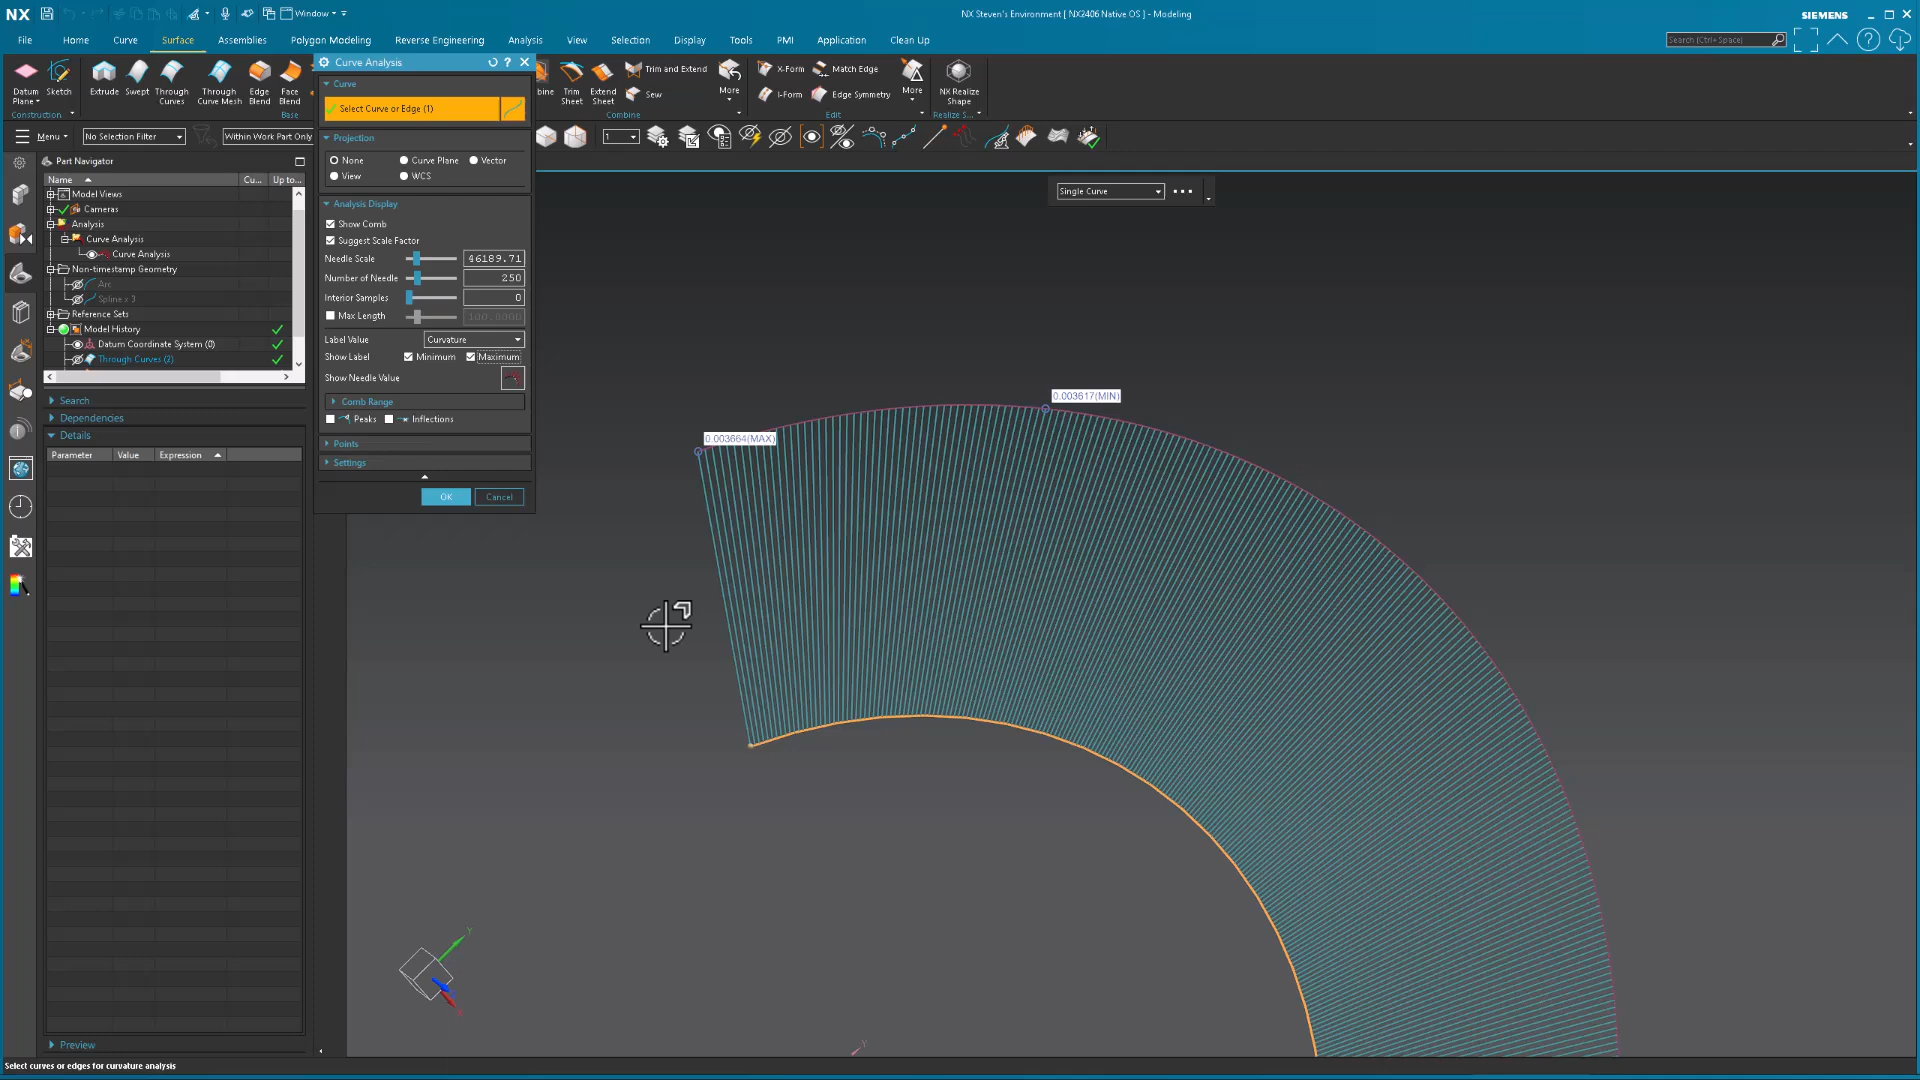 NX
Window
NX Steven's Environment [ NX2406 Native OS ] - Modeling
SIEMENS
File Home Curve Surface Assemblies Polygon Modeling Reverse Engineering Analysis View Selection Display Tools PMI Application Clean Up
Search (Ctrl+Space)
Datum Plane
Sketch
Extrude
Swept
Through Curves
Through Curve Mesh
Edge Blend
Face Blend
Trim Sheet
Extend Sheet
Trim and Extend
Sew
More
X-Form
I-Form
Match Edge
Edge Symmetry
More
NX Realize Shape
Construction
Base
Combine
Edit
Realize S...
Menu
No Selection Filter
Within Work Part Only
1
Single Curve
Part Navigator
Name Cu... Up to...
Model Views
Cameras
Analysis
Curve Analysis
Curve Analysis
Non-timestamp Geometry
Arc
Spline x 3
Reference Sets
Model History
Datum Coordinate System (0)
Through Curves (2)
Search
Dependencies
Details
Parameter Value Expression
Preview
Curve Analysis
Curve
Select Curve or Edge (1)
Projection
None Curve Plane Vector
View WCS
Analysis Display
Show Comb
Suggest Scale Factor
Needle Scale 46189.71
Number of Needle 250
Interior Samples 0
Max Length 100.0000
Label Value Curvature
Show Label Minimum Maximum
Show Needle Value
Comb Range
Peaks Inflections
Points
Settings
OK Cancel
0.003617(MIN)
0.003664(MAX)
Y
X
Y
Select curves or edges for curvature analysis